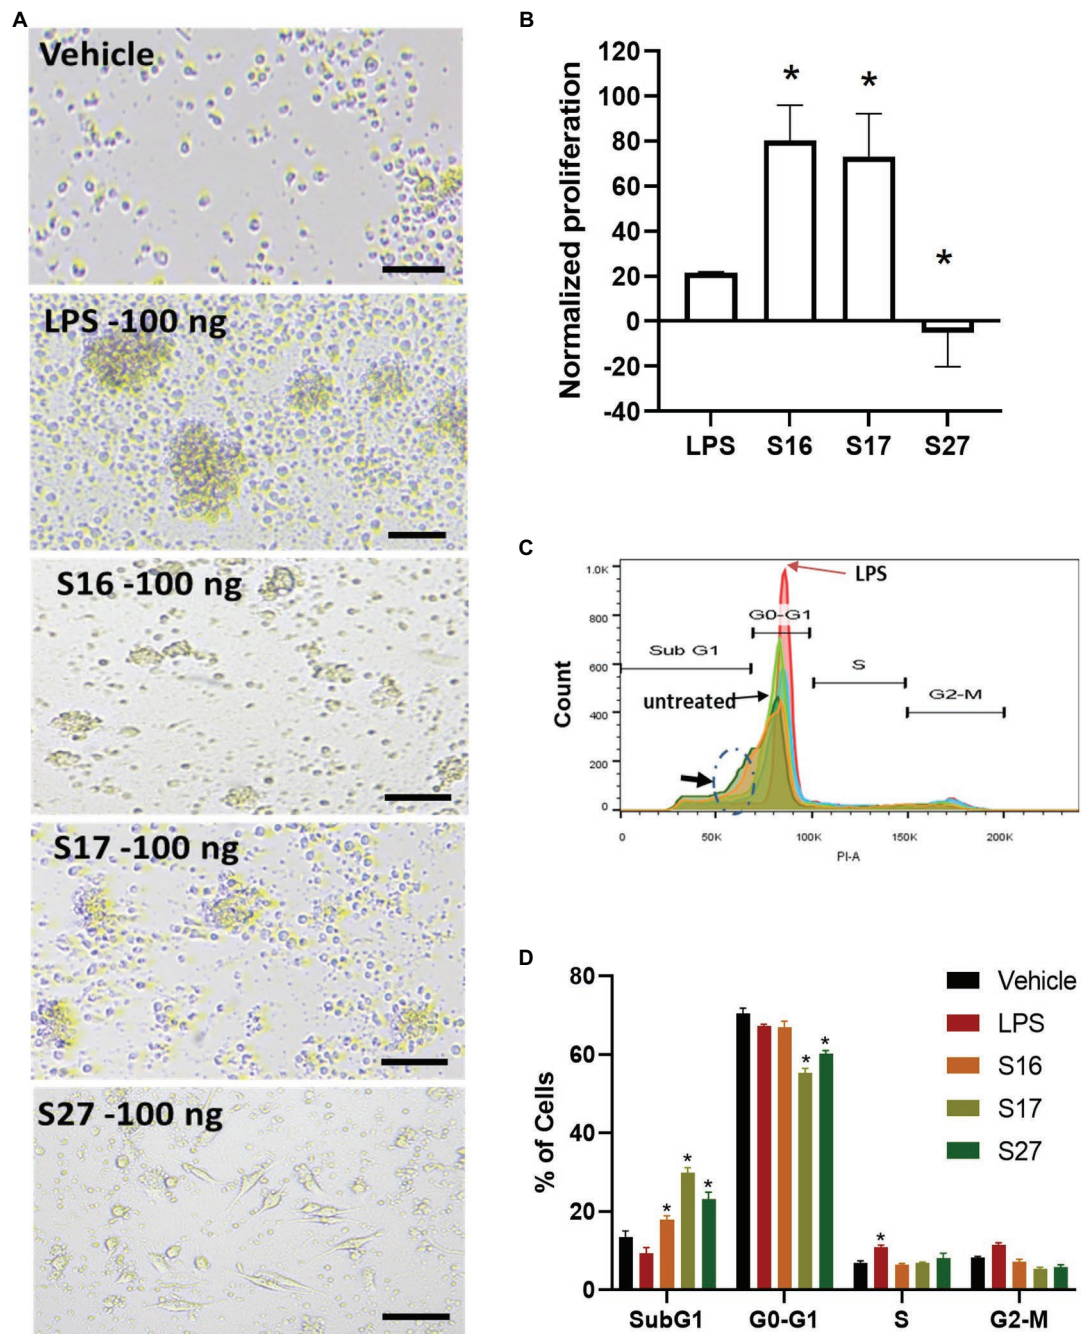 A
Vehicle
LPS -100 ng
S16 -100 ng
S17 -100 ng
S27 -100 ng
B
Normalized proliferation
120
100
80
60
40
20
0
-20
-40
*
*
*
LPS S16 S17 S27
C
Count
1.0K
800
600
400
200
0
LPS
G0-G1
Sub G1
S
untreated
G2-M
0 50K 100K 150K 200K
PI-A
D
% of Cells
80
60
40
20
0
Vehicle
LPS
S16
S17
S27
* *
* * *
*
SubG1 G0-G1 S G2-M